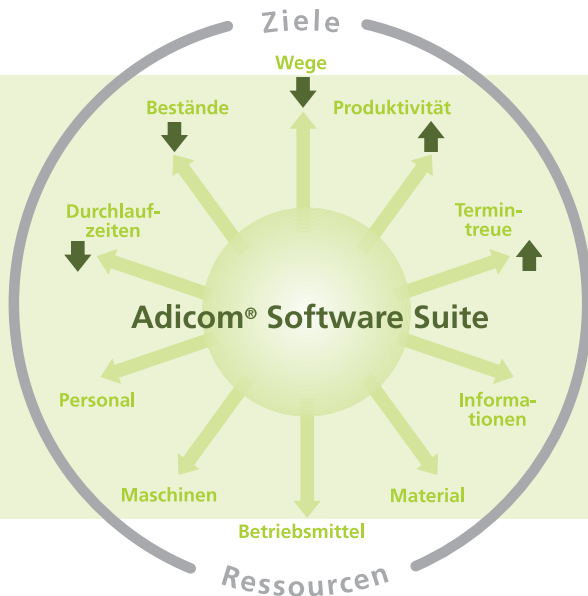 Ziele
Wege
Bestände
Produktivität
Durchlauf-
zeiten
Termin-
treue
Adicom® Software Suite
Personal
Informa-
tionen
Maschinen
Material
Betriebsmittel
Ressourcen